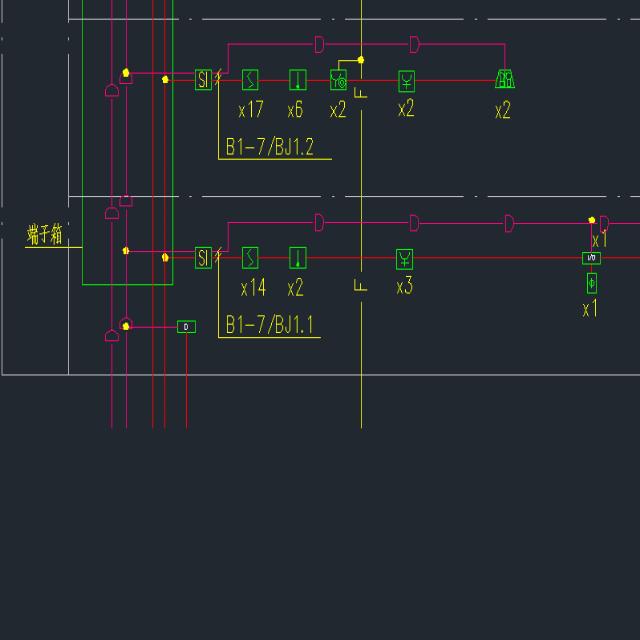 SI
x17
x6
x2
x2
x2
F
B1-7/BJ1.2
端子箱
SI
x14
x2
x3
x1
I/O
x1
F
B1-7/BJ1.1
D